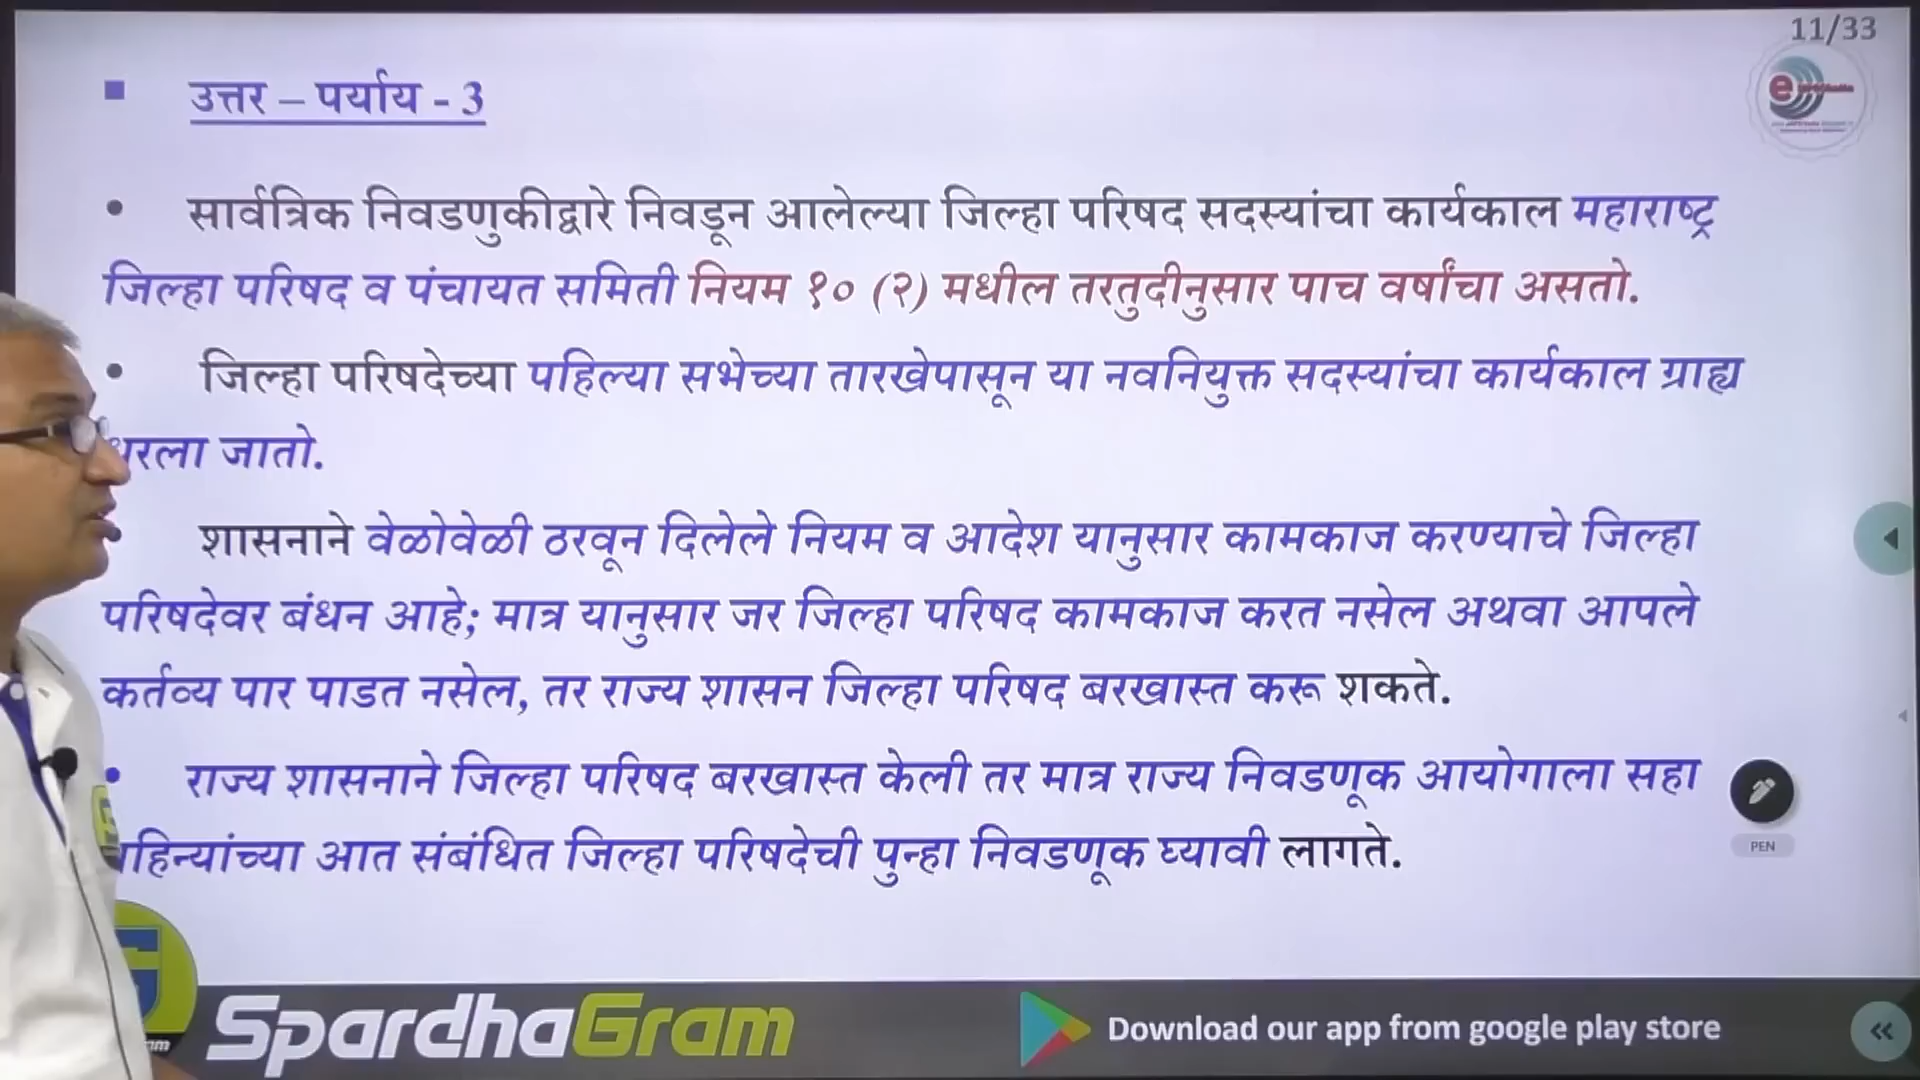 11/33
उत्तर – पर्याय - 3
सार्वत्रिक निवडणुकीद्वारे निवडून आलेल्या जिल्हा परिषद सदस्यांचा कार्यकाल महाराष्ट्र
जिल्हा परिषद व पंचायत समिती नियम १० (२) मधील तरतुदीनुसार पाच वर्षांचा असतो.
जिल्हा परिषदेच्या पहिल्या सभेच्या तारखेपासून या नवनियुक्त सदस्यांचा कार्यकाल ग्राह्य
जातो.
शासनाने वेळोवेळी ठरवून दिलेले नियम व आदेश यानुसार कामकाज करण्याचे जिल्हा
परिषदेवर बंधन आहे; मात्र यानुसार जर जिल्हा परिषद कामकाज करत नसेल अथवा आपले
कर्तव्य पार पाडत नसेल, तर राज्य शासन जिल्हा परिषद बरखास्त करू शकते.
राज्य शासनाने जिल्हा परिषद बरखास्त केली तर मात्र राज्य निवडणूक आयोगाला सहा
आत संबंधित जिल्हा परिषदेची पुन्हा निवडणूक घ्यावी लागते.
PEN
SpardhaGram
Download our app from google play store